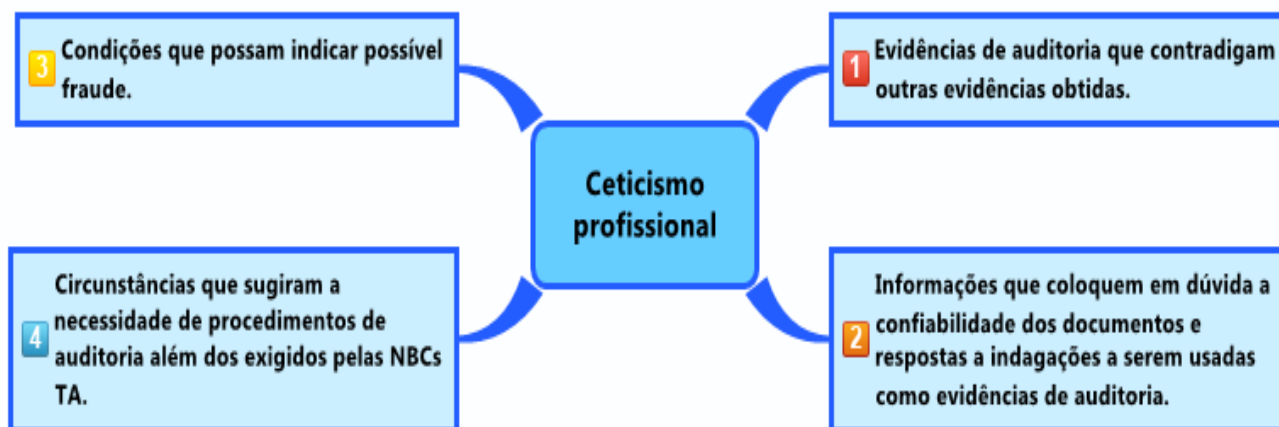 3 Condições que possam indicar possível
fraude.
1 Evidências de auditoria que contradigam
outras evidências obtidas.
Ceticismo
profissional
4 Circunstâncias que sugiram a
necessidade de procedimentos de
auditoria além dos exigidos pelas NBCs
TA.
2 Informações que coloquem em dúvida a
confiabilidade dos documentos e
respostas a indagações a serem usadas
como evidências de auditoria.